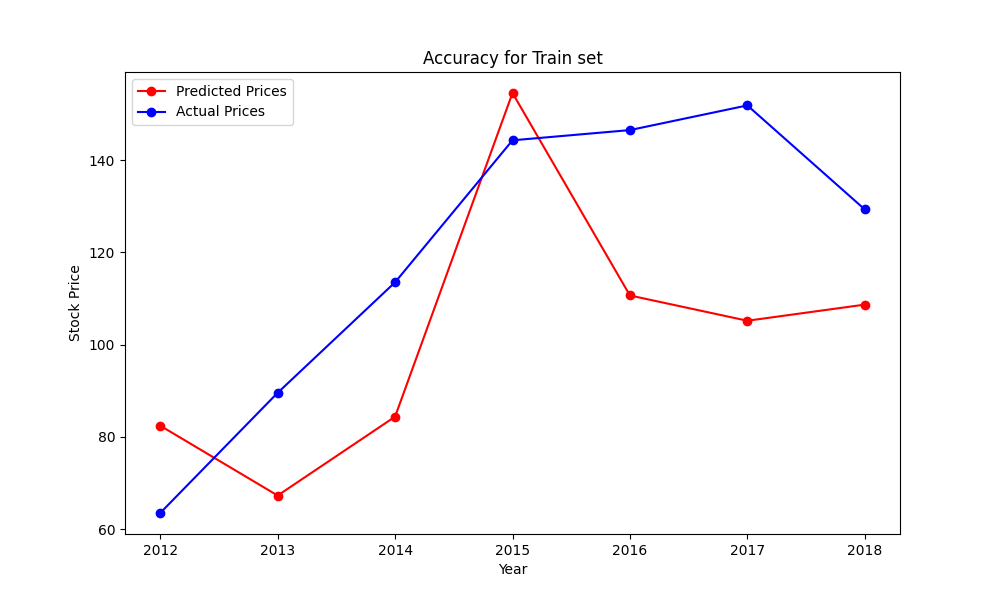 Accuracy for Train set
Predicted Prices
Actual Prices
140
120
100
80
60
Stock Price
2012 2013 2014 2015 2016 2017 2018
Year